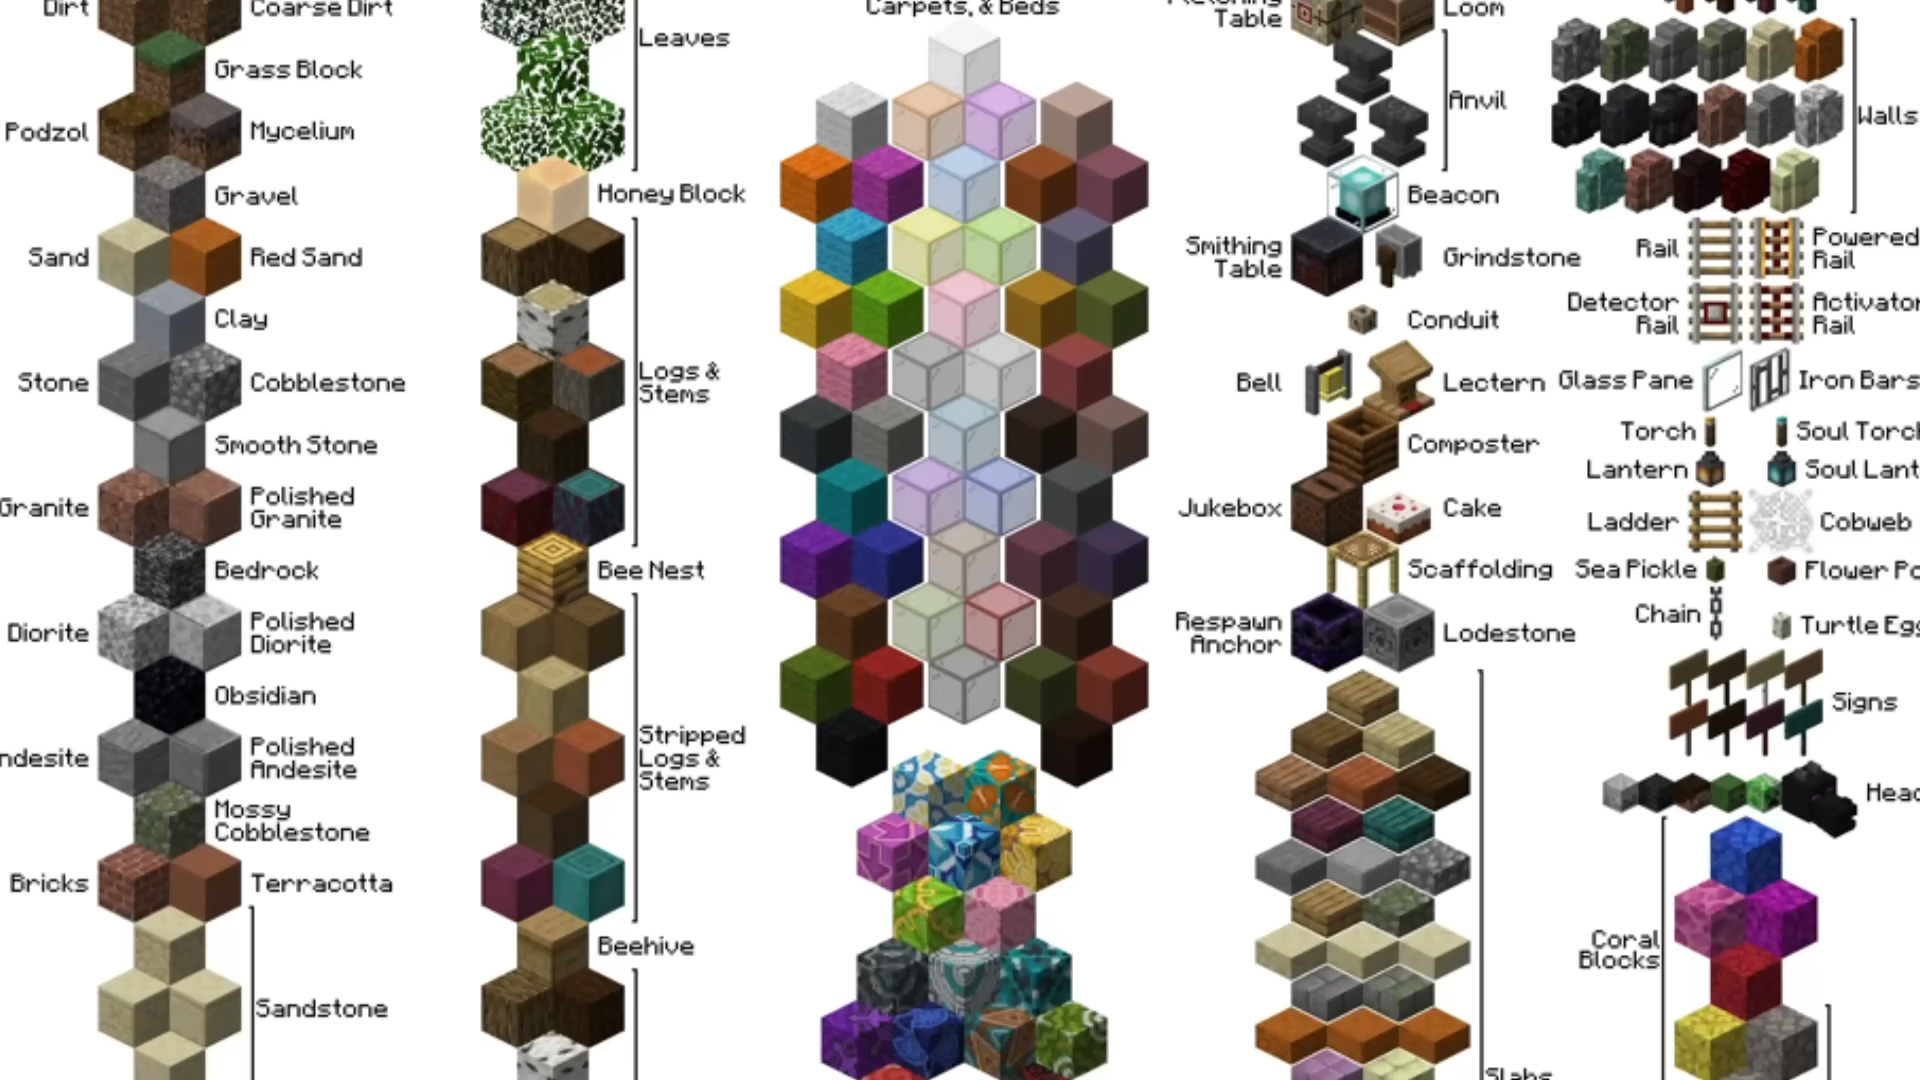 Dirt
Coarse Dirt
Grass Block
Podzol
Mycelium
Gravel
Sand
Red Sand
Clay
Stone
Cobblestone
Smooth Stone
Granite
Polished
Granite
Bedrock
Diorite
Polished
Diorite
Obsidian
ndesite
Polished
Andesite
Mossy
Cobblestone
Bricks
Terracotta
Sandstone
Leaves
Honey Block
Logs &
Stems
Bee Nest
Stripped
Logs &
Stems
Beehive
Carpets, & Beds
Table
Loom
Anvil
Beacon
Smithing
Table
Grindstone
Conduit
Bell
Lectern
Composter
Jukebox
Cake
Scaffolding
Respawn
Anchor
Lodestone
Slabs
Walls
Rail
Powered
Rail
Detector
Rail
Activator
Rail
Glass Pane
Iron Bars
Torch
Soul Torch
Lantern
Soul Lant
Ladder
Cobweb
Sea Pickle
Flower Po
Chain
Turtle Egg
Signs
Head
Coral
Blocks